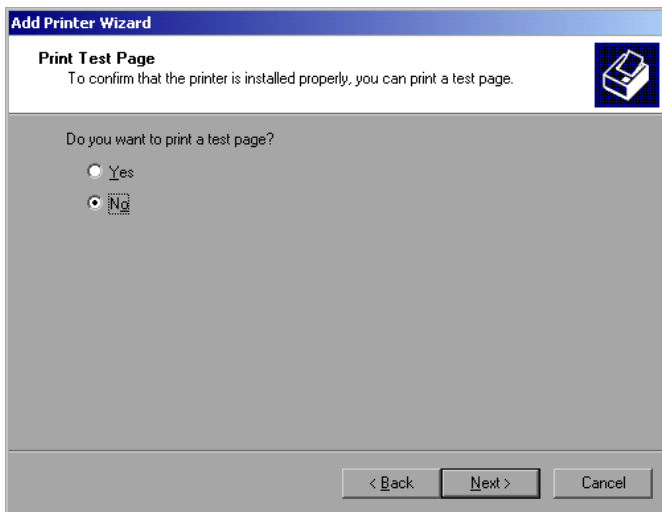 Add Printer Wizard
Print Test Page
To confirm that the printer is installed properly, you can print a test page.
Do you want to print a test page?
Yes
No
< Back
Next >
Cancel